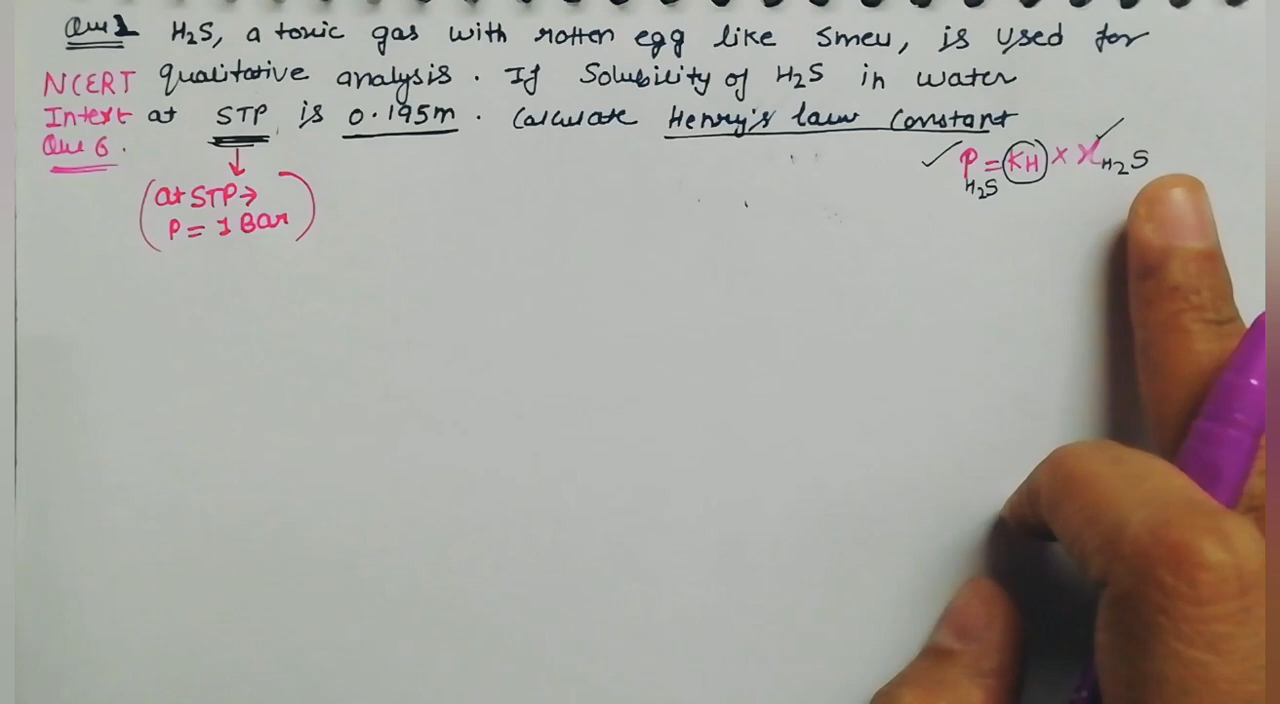 Que 1 H2S, a toxic gas with rotten egg like smell, is used for
NCERT qualitative analysis. If Solubility of H2S in water
Intext at STP is 0.195m. Calculate Henry's law Constant
Que 6.
P H2S = KH × x H2S
(at STP →
P = 1 Bar)